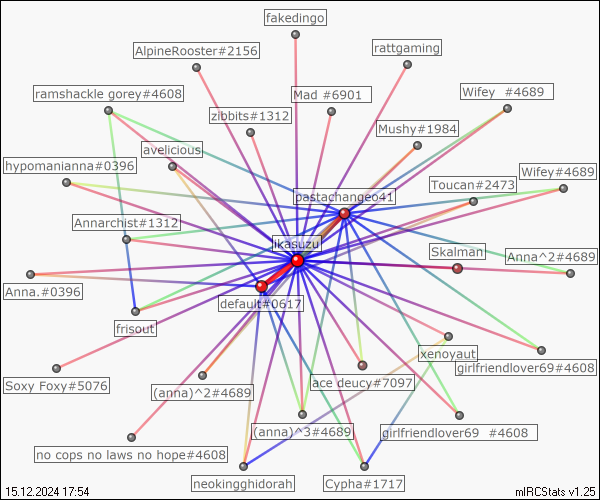 fakedingo
AlpineRooster#2156
rattgaming
ramshackle gorey#4608
Mad #6901
Wifey  #4689
zibbits#1312
Mushy#1984
avelicious
hypomanianna#0396
Toucan#2473
Wifey#4689
pastachangeo41
Annarchist#1312
likasuzu
Skalman
Anna^2#4689
Anna.#0396
default#0617
frisout
xenoyaut
girlfriendlover69#4608
Soxy Foxy#5076
(anna)^2#4689
ace deucy#7097
(anna)^3#4689
girlfriendlover69  #4608
no cops no laws no hope#4608
neokingghidorah
Cypha#1717
15.12.2024 17:54
mIRCStats v1.25